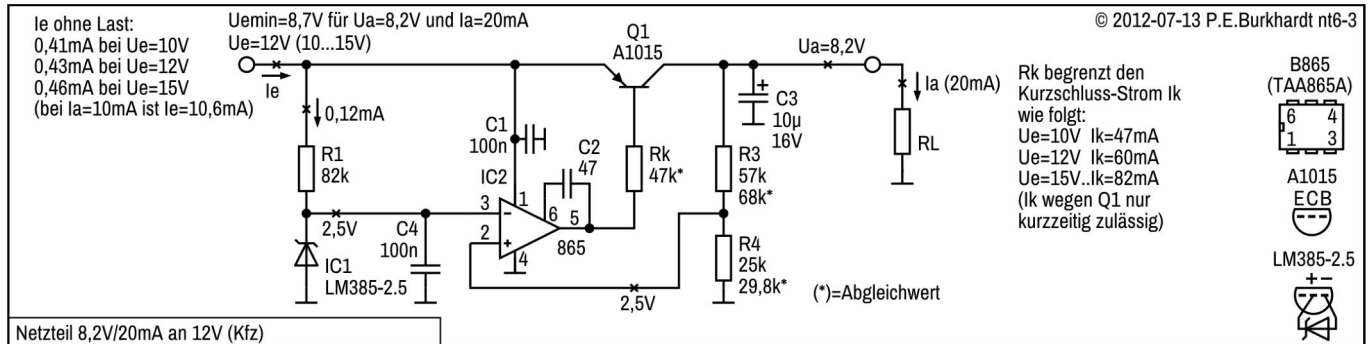 Ie ohne Last:
0,41mA bei Ue=10V
0,43mA bei Ue=12V
0,46mA bei Ue=15V
(bei Ia=10mA ist Ie=10,6mA)
Uemin=8,7V für Ua=8,2V und Ia=20mA
Ue=12V (10...15V)
Ie
0,12mA
R1
82k
2,5V
IC1
LM385-2.5
C4
100n
C1
100n
IC2
3
2
1
6
5
4
865
C2
47
Q1
A1015
Rk
47k*
2,5V
Ua=8,2V
C3
10µ
16V
R3
57k
68k*
R4
25k
29,8k*
Ia (20mA)
RL
(*)=Abgleichwert
© 2012-07-13 P.E.Burkhardt nt6-3
Rk begrenzt den
Kurzschluss-Strom Ik
wie folgt:
Ue=10V Ik=47mA
Ue=12V Ik=60mA
Ue=15V..Ik=82mA
(Ik wegen Q1 nur
kurzzeitig zulässig)
B865
(TAA865A)
6 4
1 3
A1015
ECB
LM385-2.5
+ −
Netzteil 8,2V/20mA an 12V (Kfz)